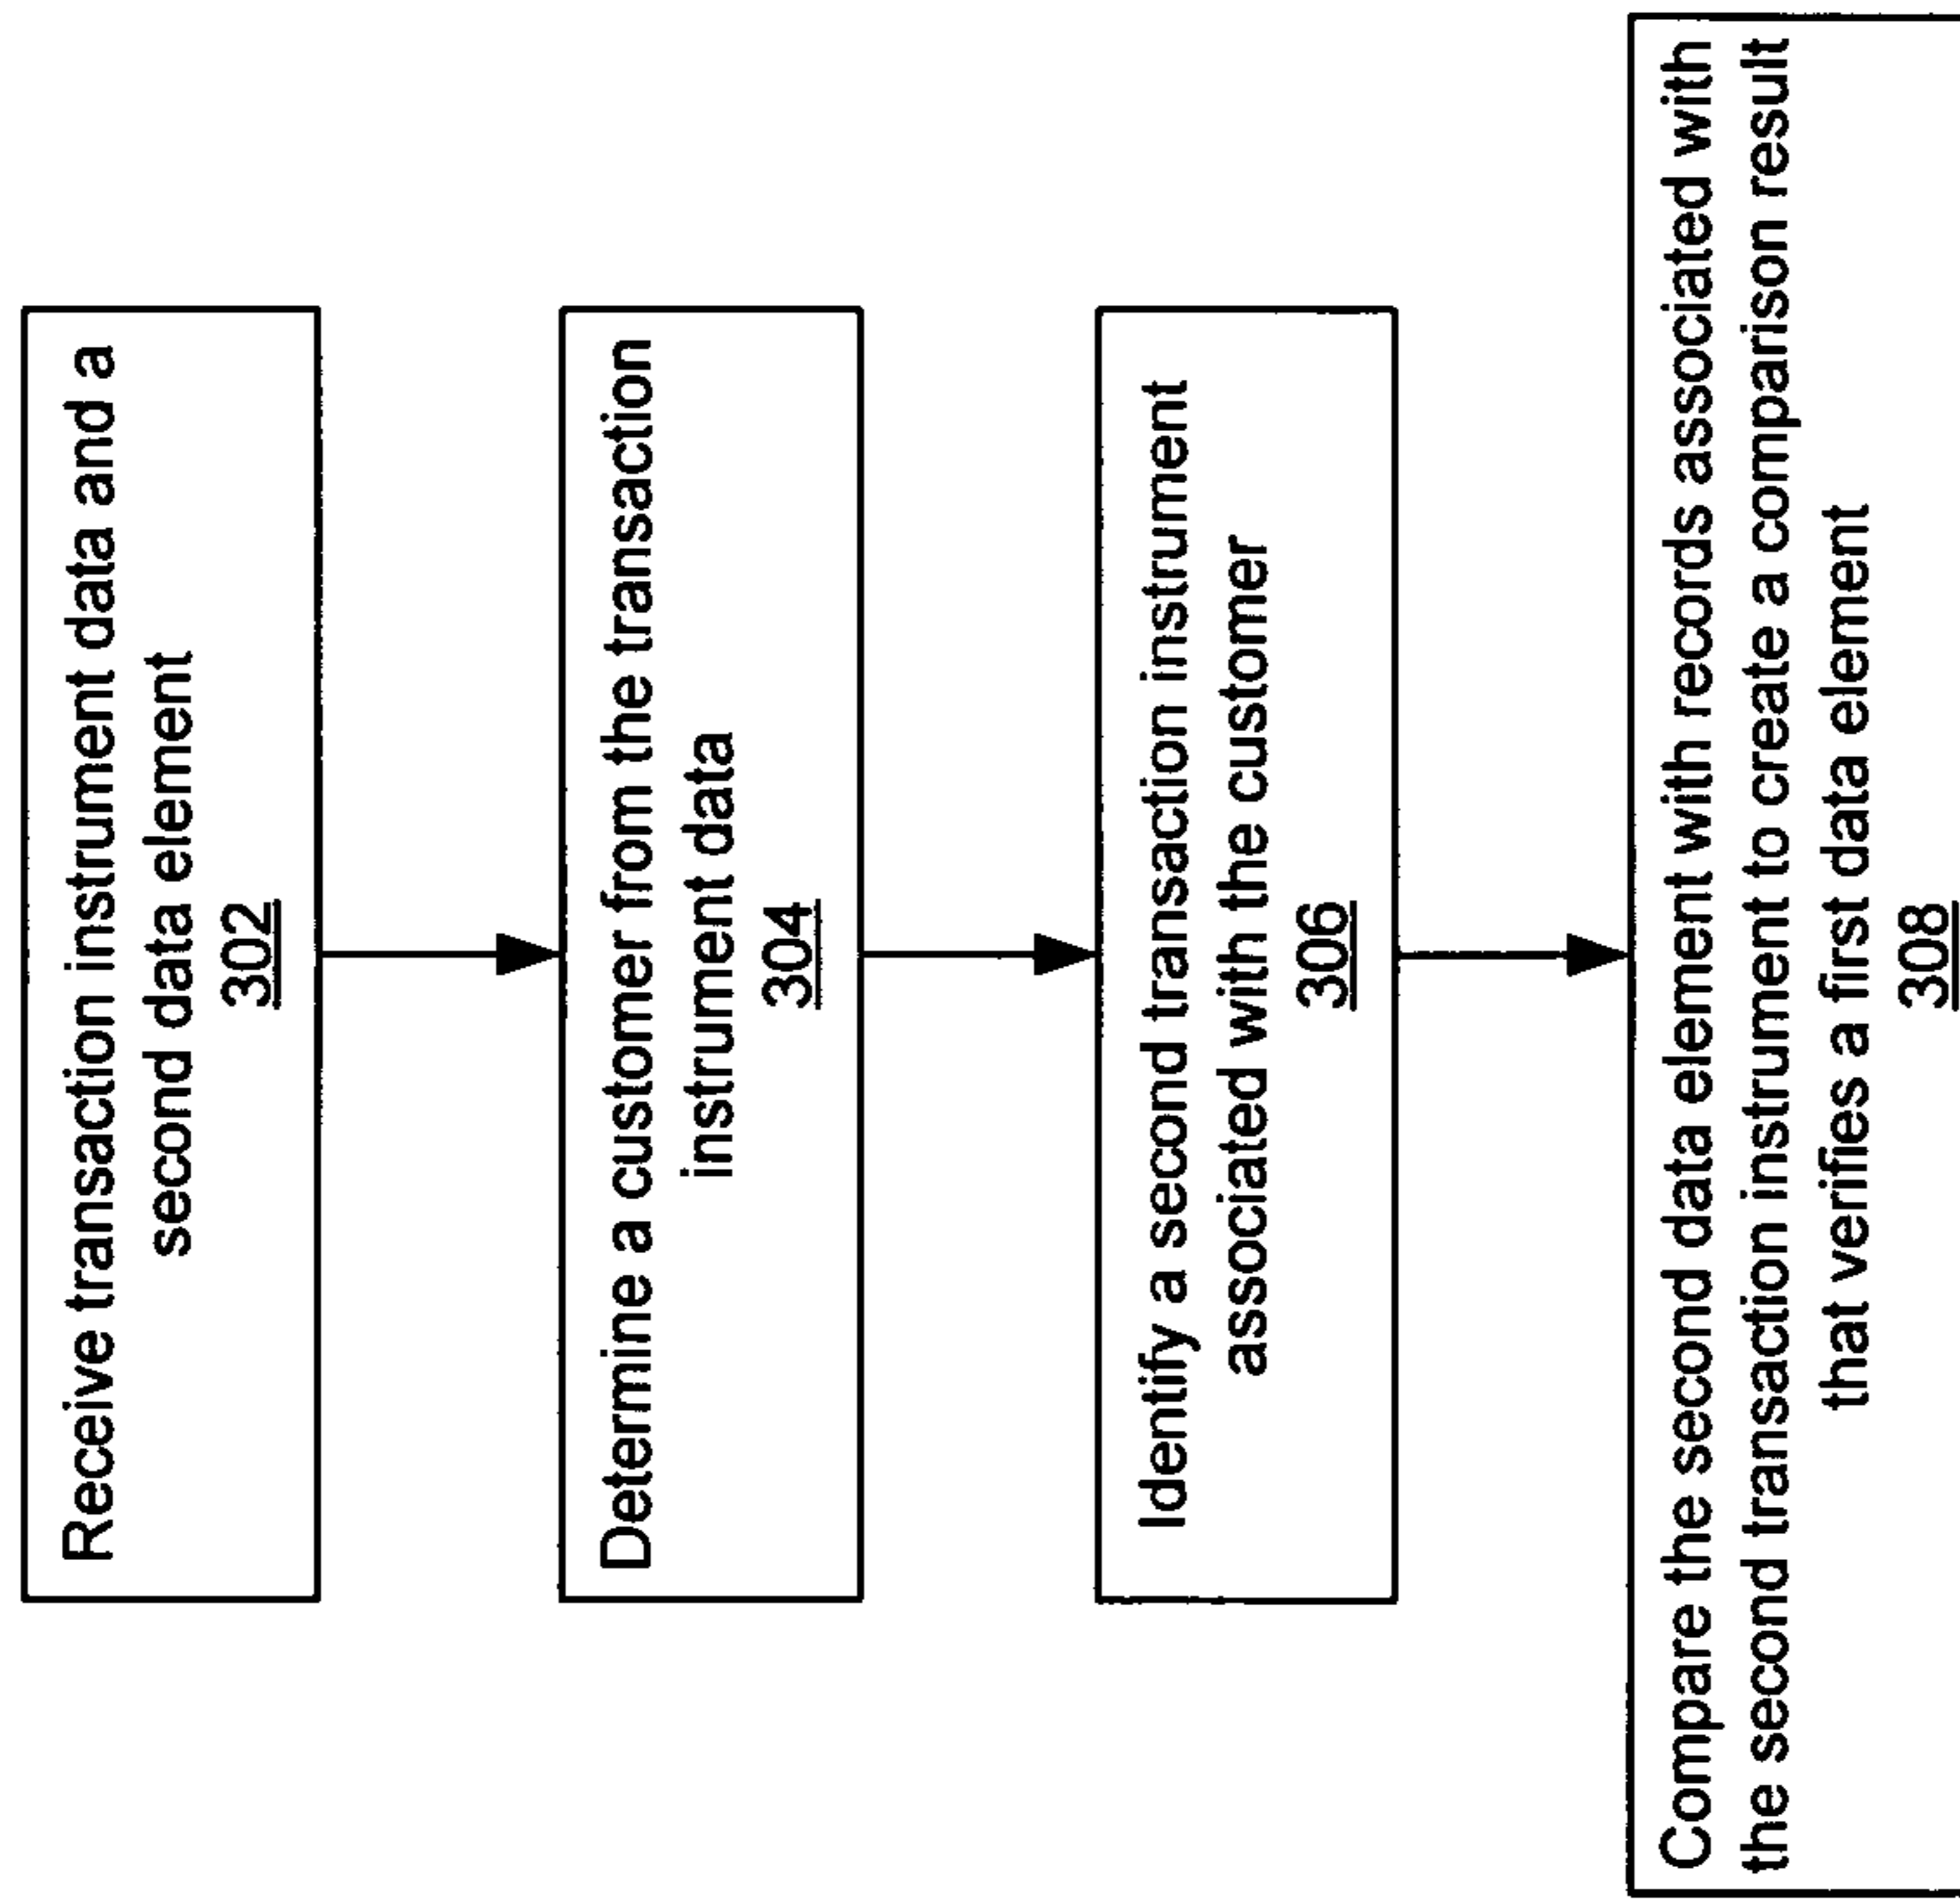 Receive transaction instrument data and a
second data element
302
Determine a customer from the transaction
instrument data
304
Identify a second transaction instrument
associated with the customer
306
Compare the second data element with records associated with
the second transaction instrument to create a comparison result
that verifies a first data element
308